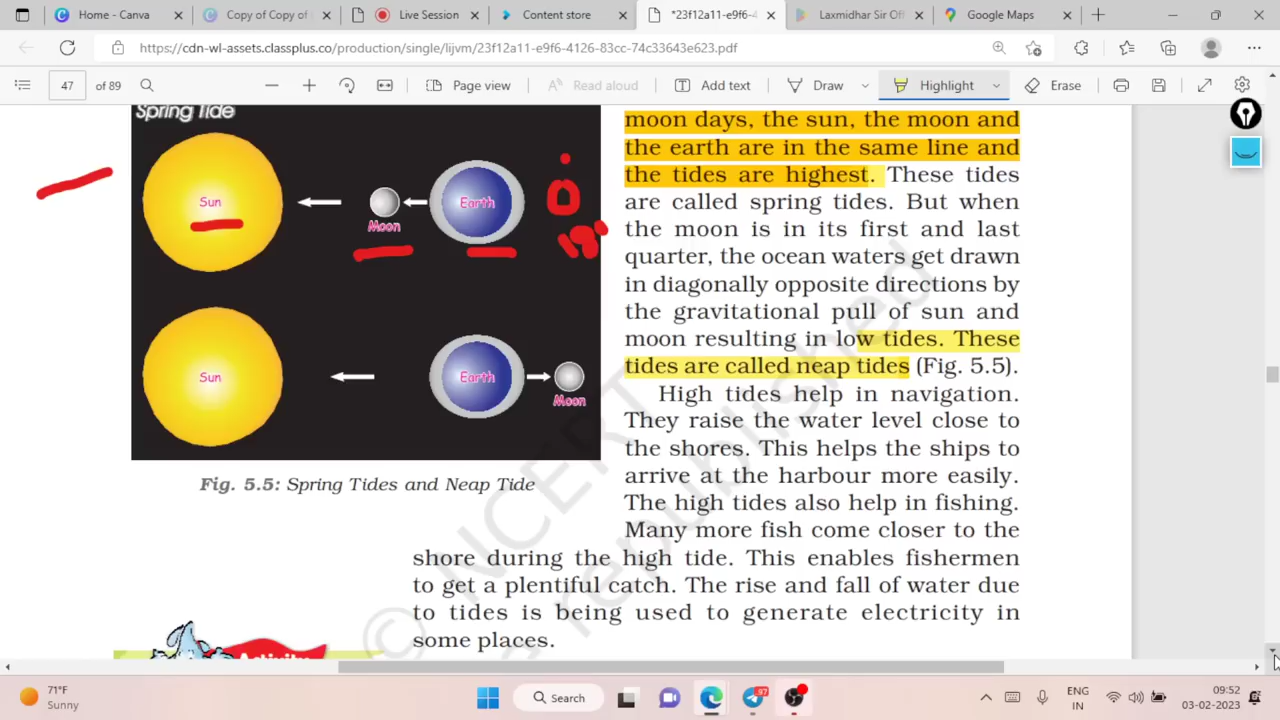 Home - Canva
Copy of Copy of
Live Session
Content store
*23f12a11-e9f6-4
Laxmidhar Sir Off
Google Maps
https://cdn-wl-assets.classplus.co/production/single/lijvm/23f12a11-e9f6-4126-83cc-74c33643e623.pdf
47 of 89
Page view
Read aloud
Add text
Draw
Highlight
Erase
Spring Tide
Sun
Moon
Earth
Sun
Earth
Moon
Fig. 5.5: Spring Tides and Neap Tide
moon days, the sun, the moon and
the earth are in the same line and
the tides are highest. These tides
are called spring tides. But when
the moon is in its first and last
quarter, the ocean waters get drawn
in diagonally opposite directions by
the gravitational pull of sun and
moon resulting in low tides. These
tides are called neap tides (Fig. 5.5).
High tides help in navigation.
They raise the water level close to
the shores. This helps the ships to
arrive at the harbour more easily.
The high tides also help in fishing.
Many more fish come closer to the
shore during the high tide. This enables fishermen
to get a plentiful catch. The rise and fall of water due
to tides is being used to generate electricity in
some places.
© NCERT
republished
Activity
71°F
Sunny
Search
97
ENG
IN
09:52
03-02-2023